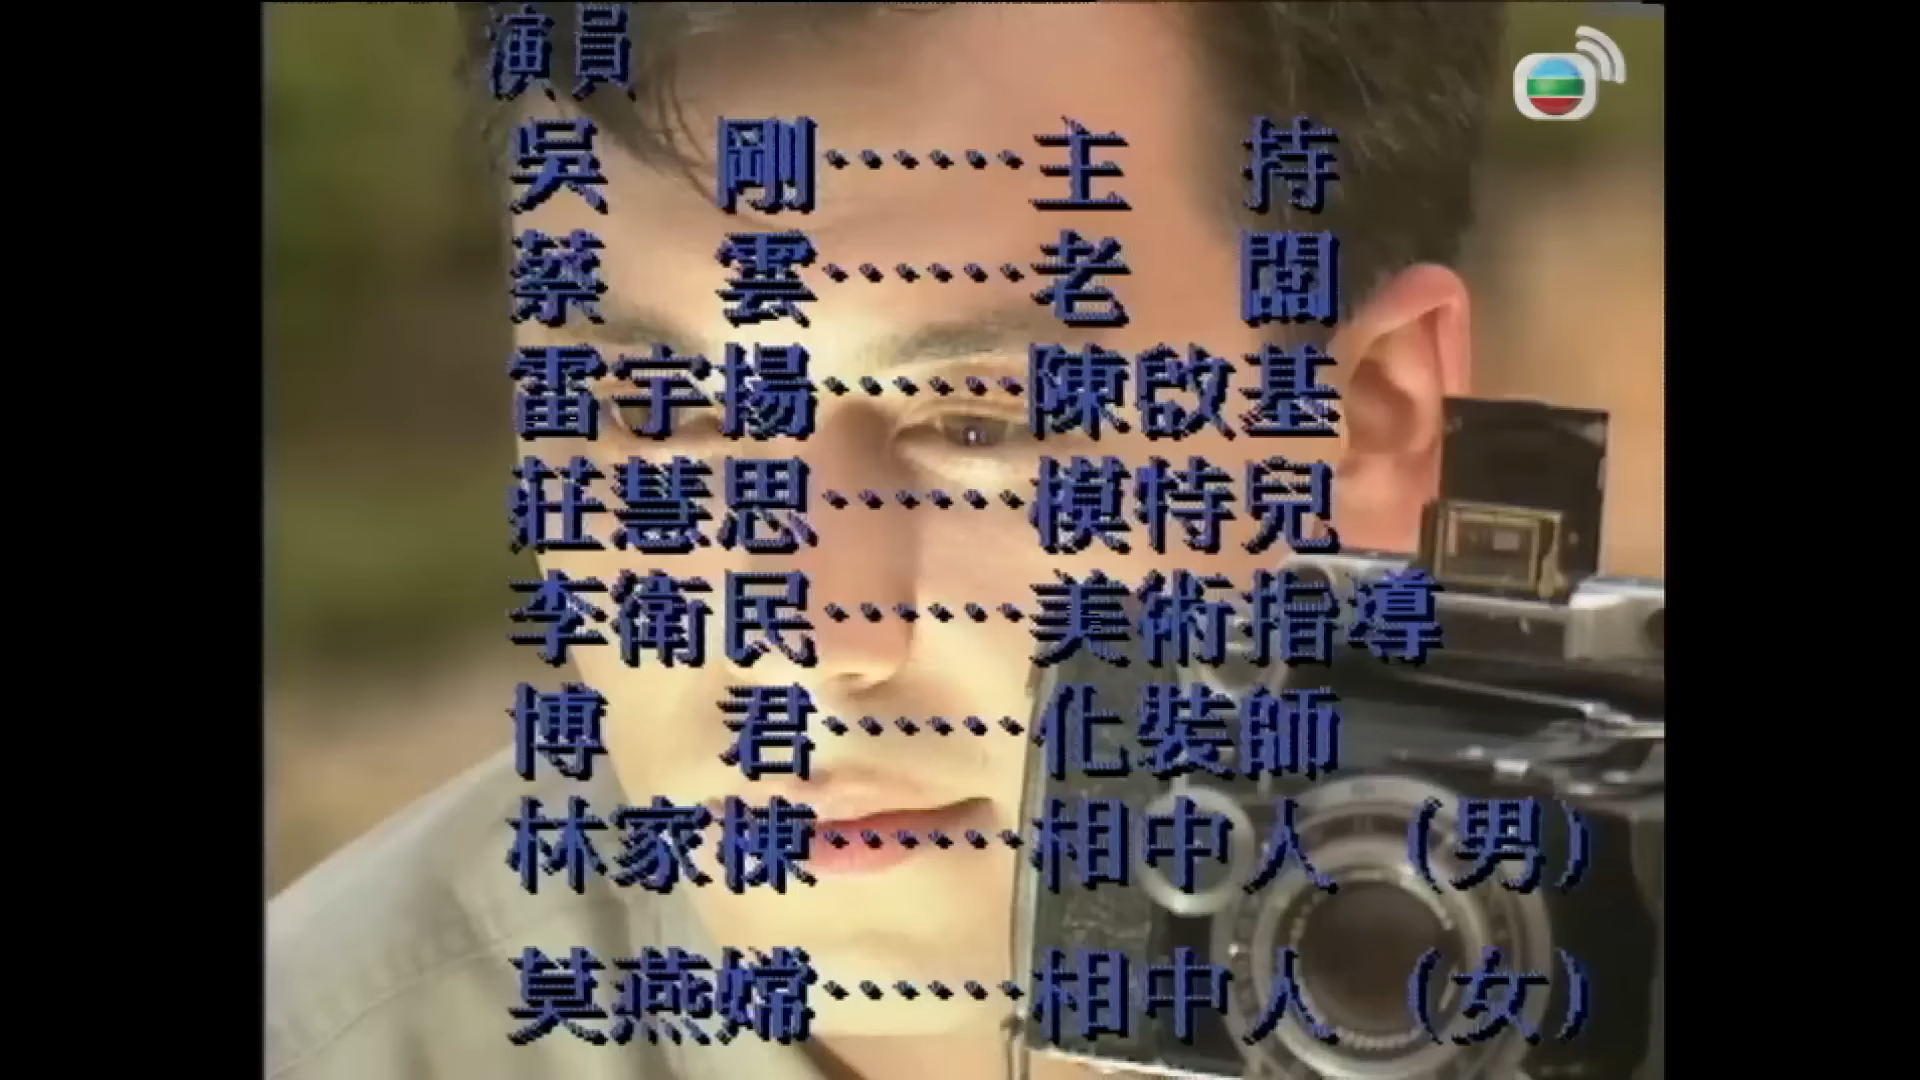 演員
吳 剛……主 持
蔡 雲……老 闆
雷宇揚……陳啟基
莊慧思……模特兒
李衛民……美術指導
博 君……化裝師
林家棟……相中人（男）
莫燕嫦……相中人（女）